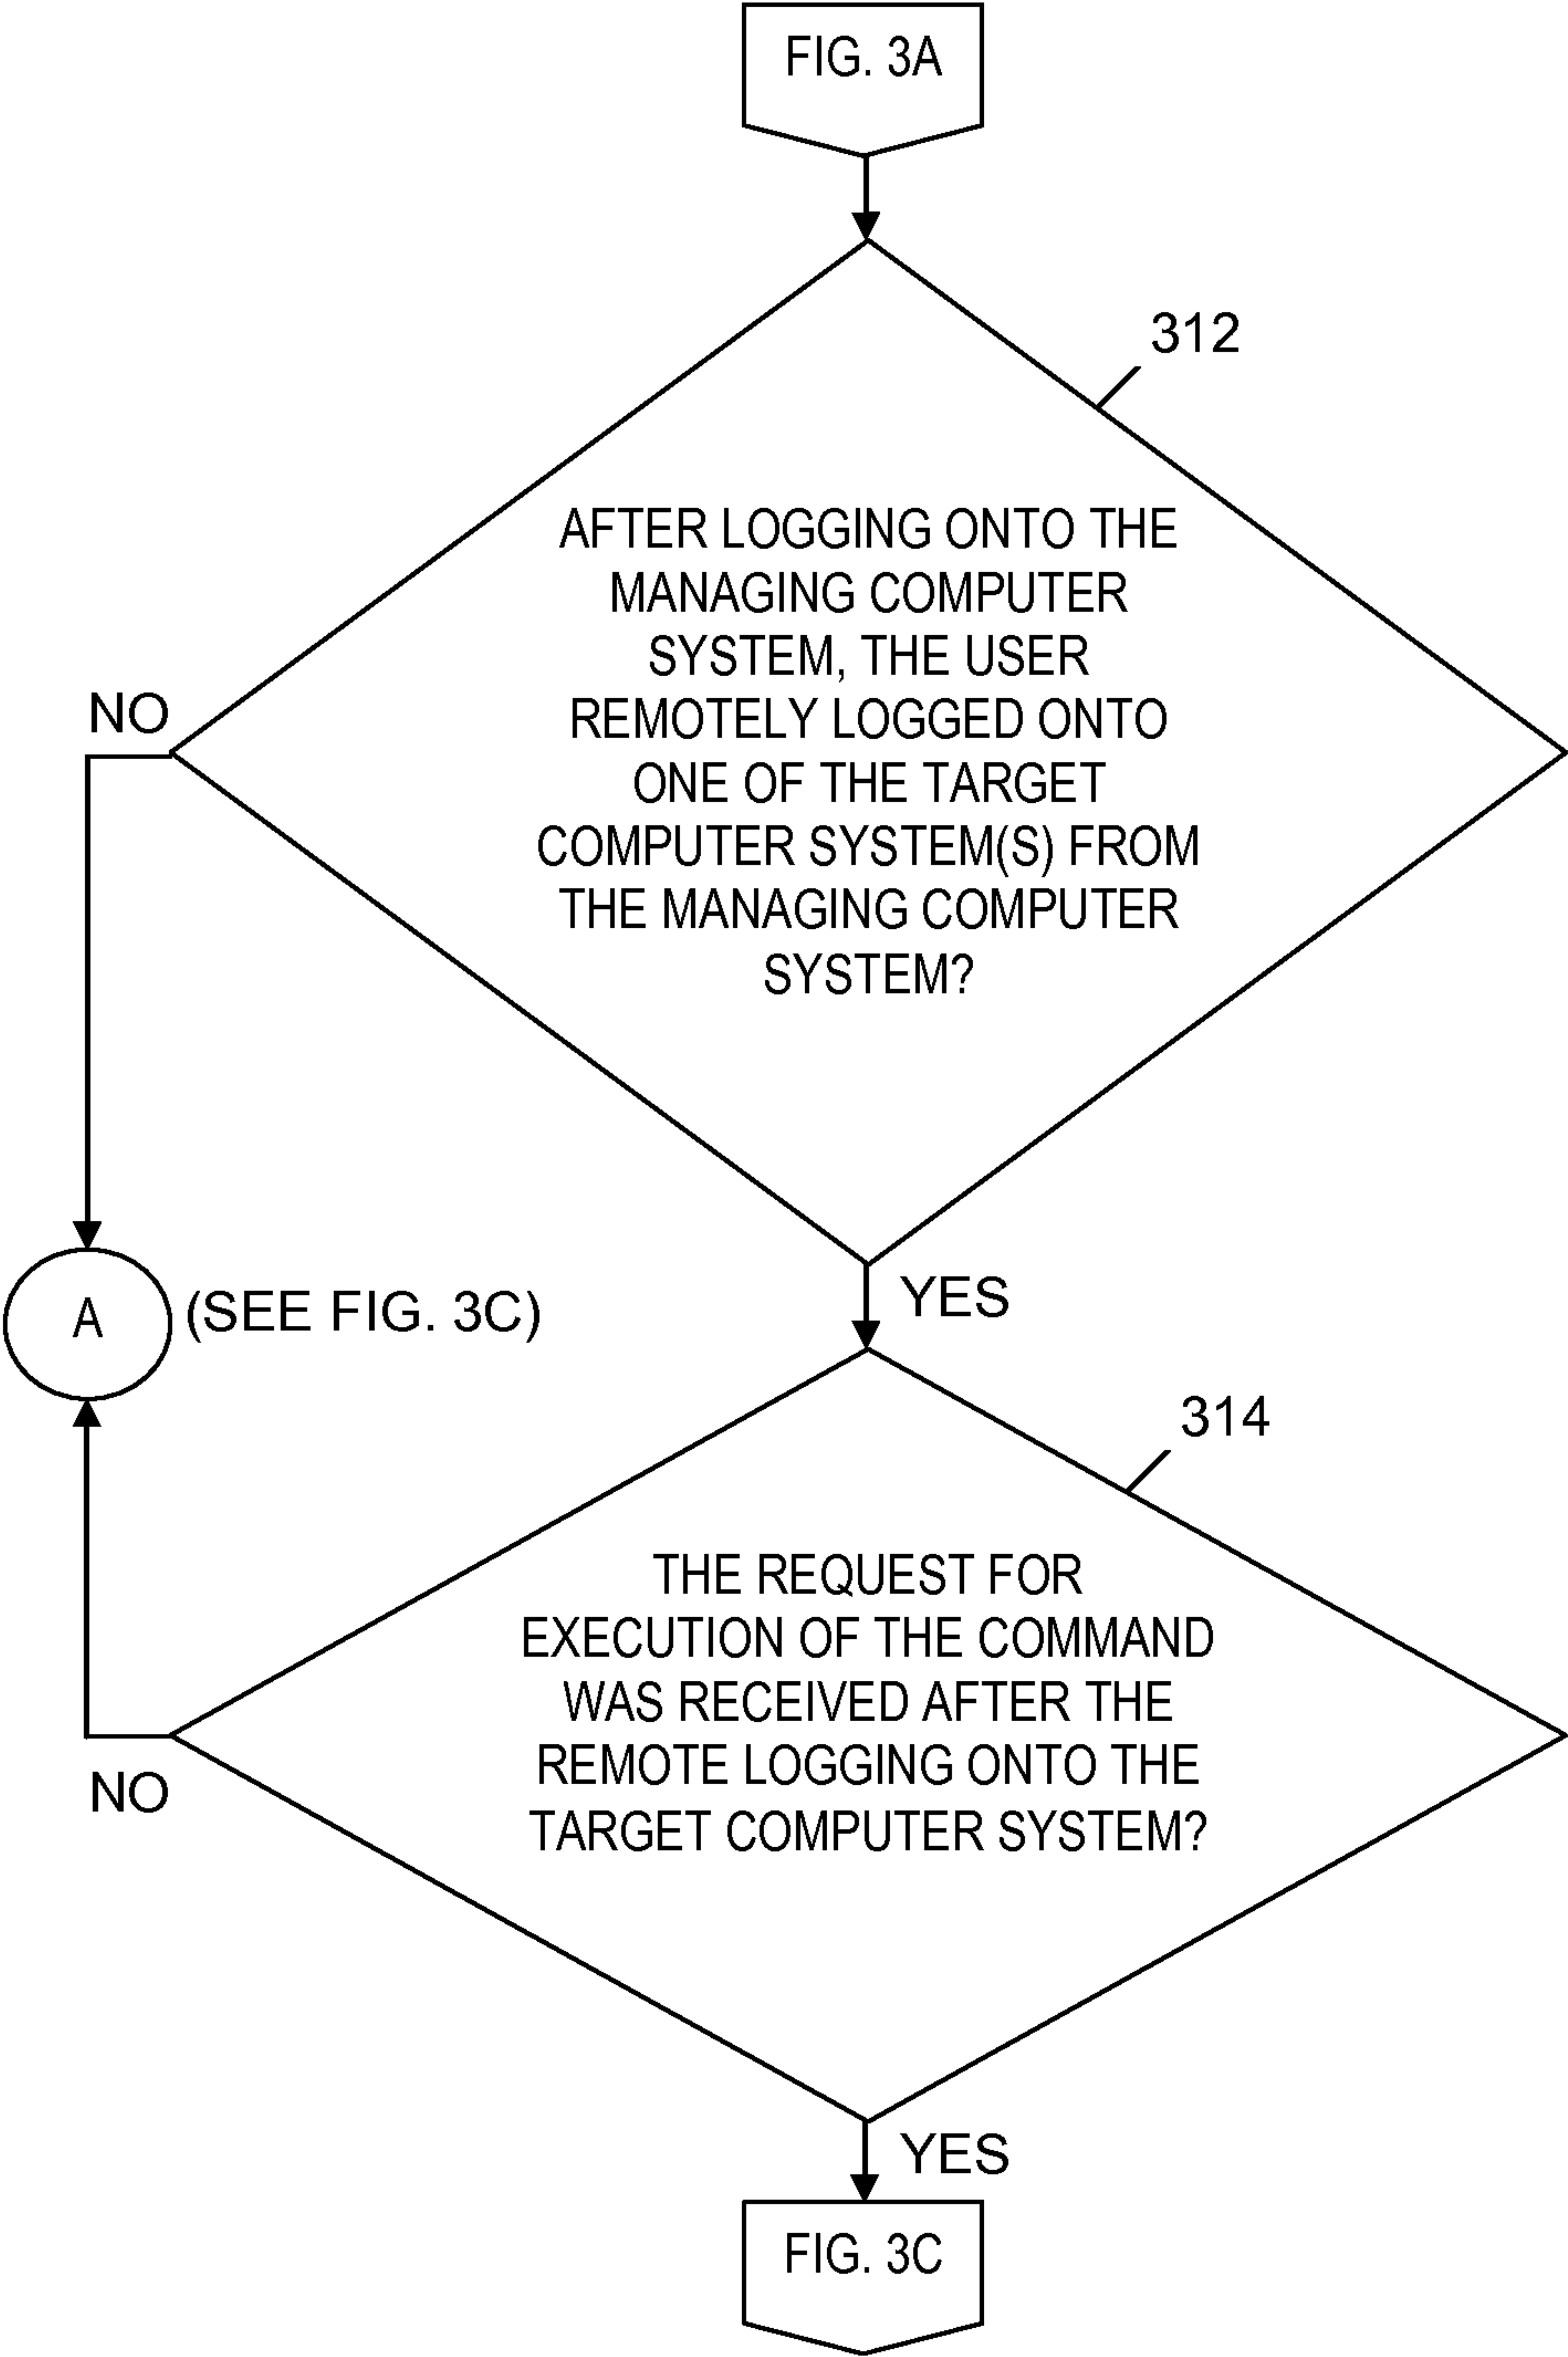 FIG. 3A
312
AFTER LOGGING ONTO THE
MANAGING COMPUTER
SYSTEM, THE USER
REMOTELY LOGGED ONTO
ONE OF THE TARGET
COMPUTER SYSTEM(S) FROM
THE MANAGING COMPUTER
SYSTEM?
NO
YES
A
(SEE FIG. 3C)
314
THE REQUEST FOR
EXECUTION OF THE COMMAND
WAS RECEIVED AFTER THE
REMOTE LOGGING ONTO THE
TARGET COMPUTER SYSTEM?
NO
YES
FIG. 3C